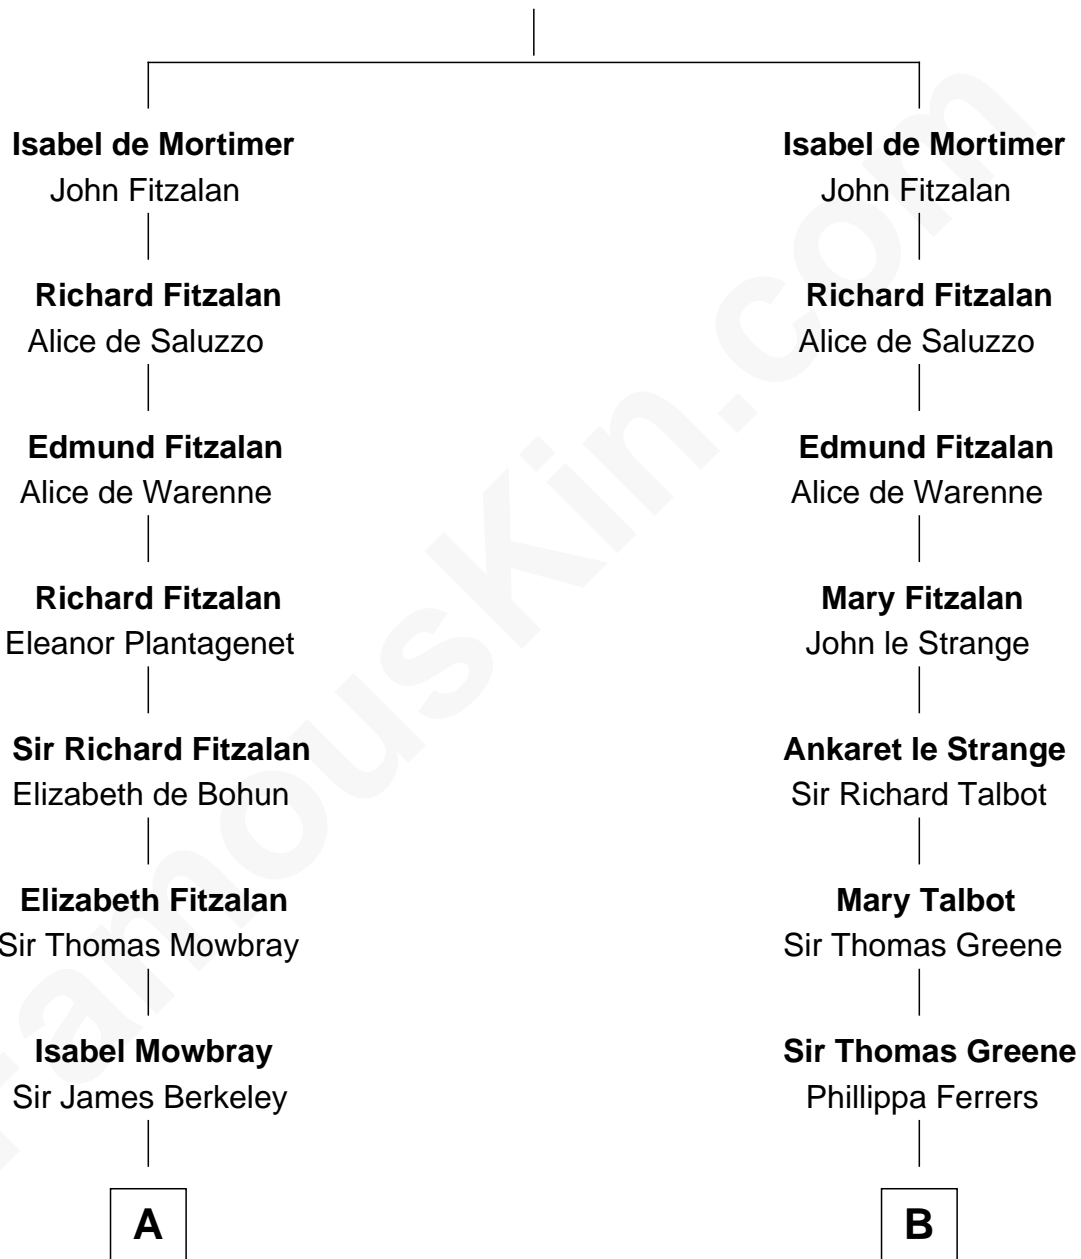 Isabel de Mortimer
John Fitzalan
Richard Fitzalan
Alice de Saluzzo
Edmund Fitzalan
Alice de Warenne
Richard Fitzalan
Eleanor Plantagenet
Sir Richard Fitzalan
Elizabeth de Bohun
Elizabeth Fitzalan
Sir Thomas Mowbray
Isabel Mowbray
Sir James Berkeley
A
Isabel de Mortimer
John Fitzalan
Richard Fitzalan
Alice de Saluzzo
Edmund Fitzalan
Alice de Warenne
Mary Fitzalan
John le Strange
Ankaret le Strange
Sir Richard Talbot
Mary Talbot
Sir Thomas Greene
Sir Thomas Greene
Phillippa Ferrers
B
FamousKin.com